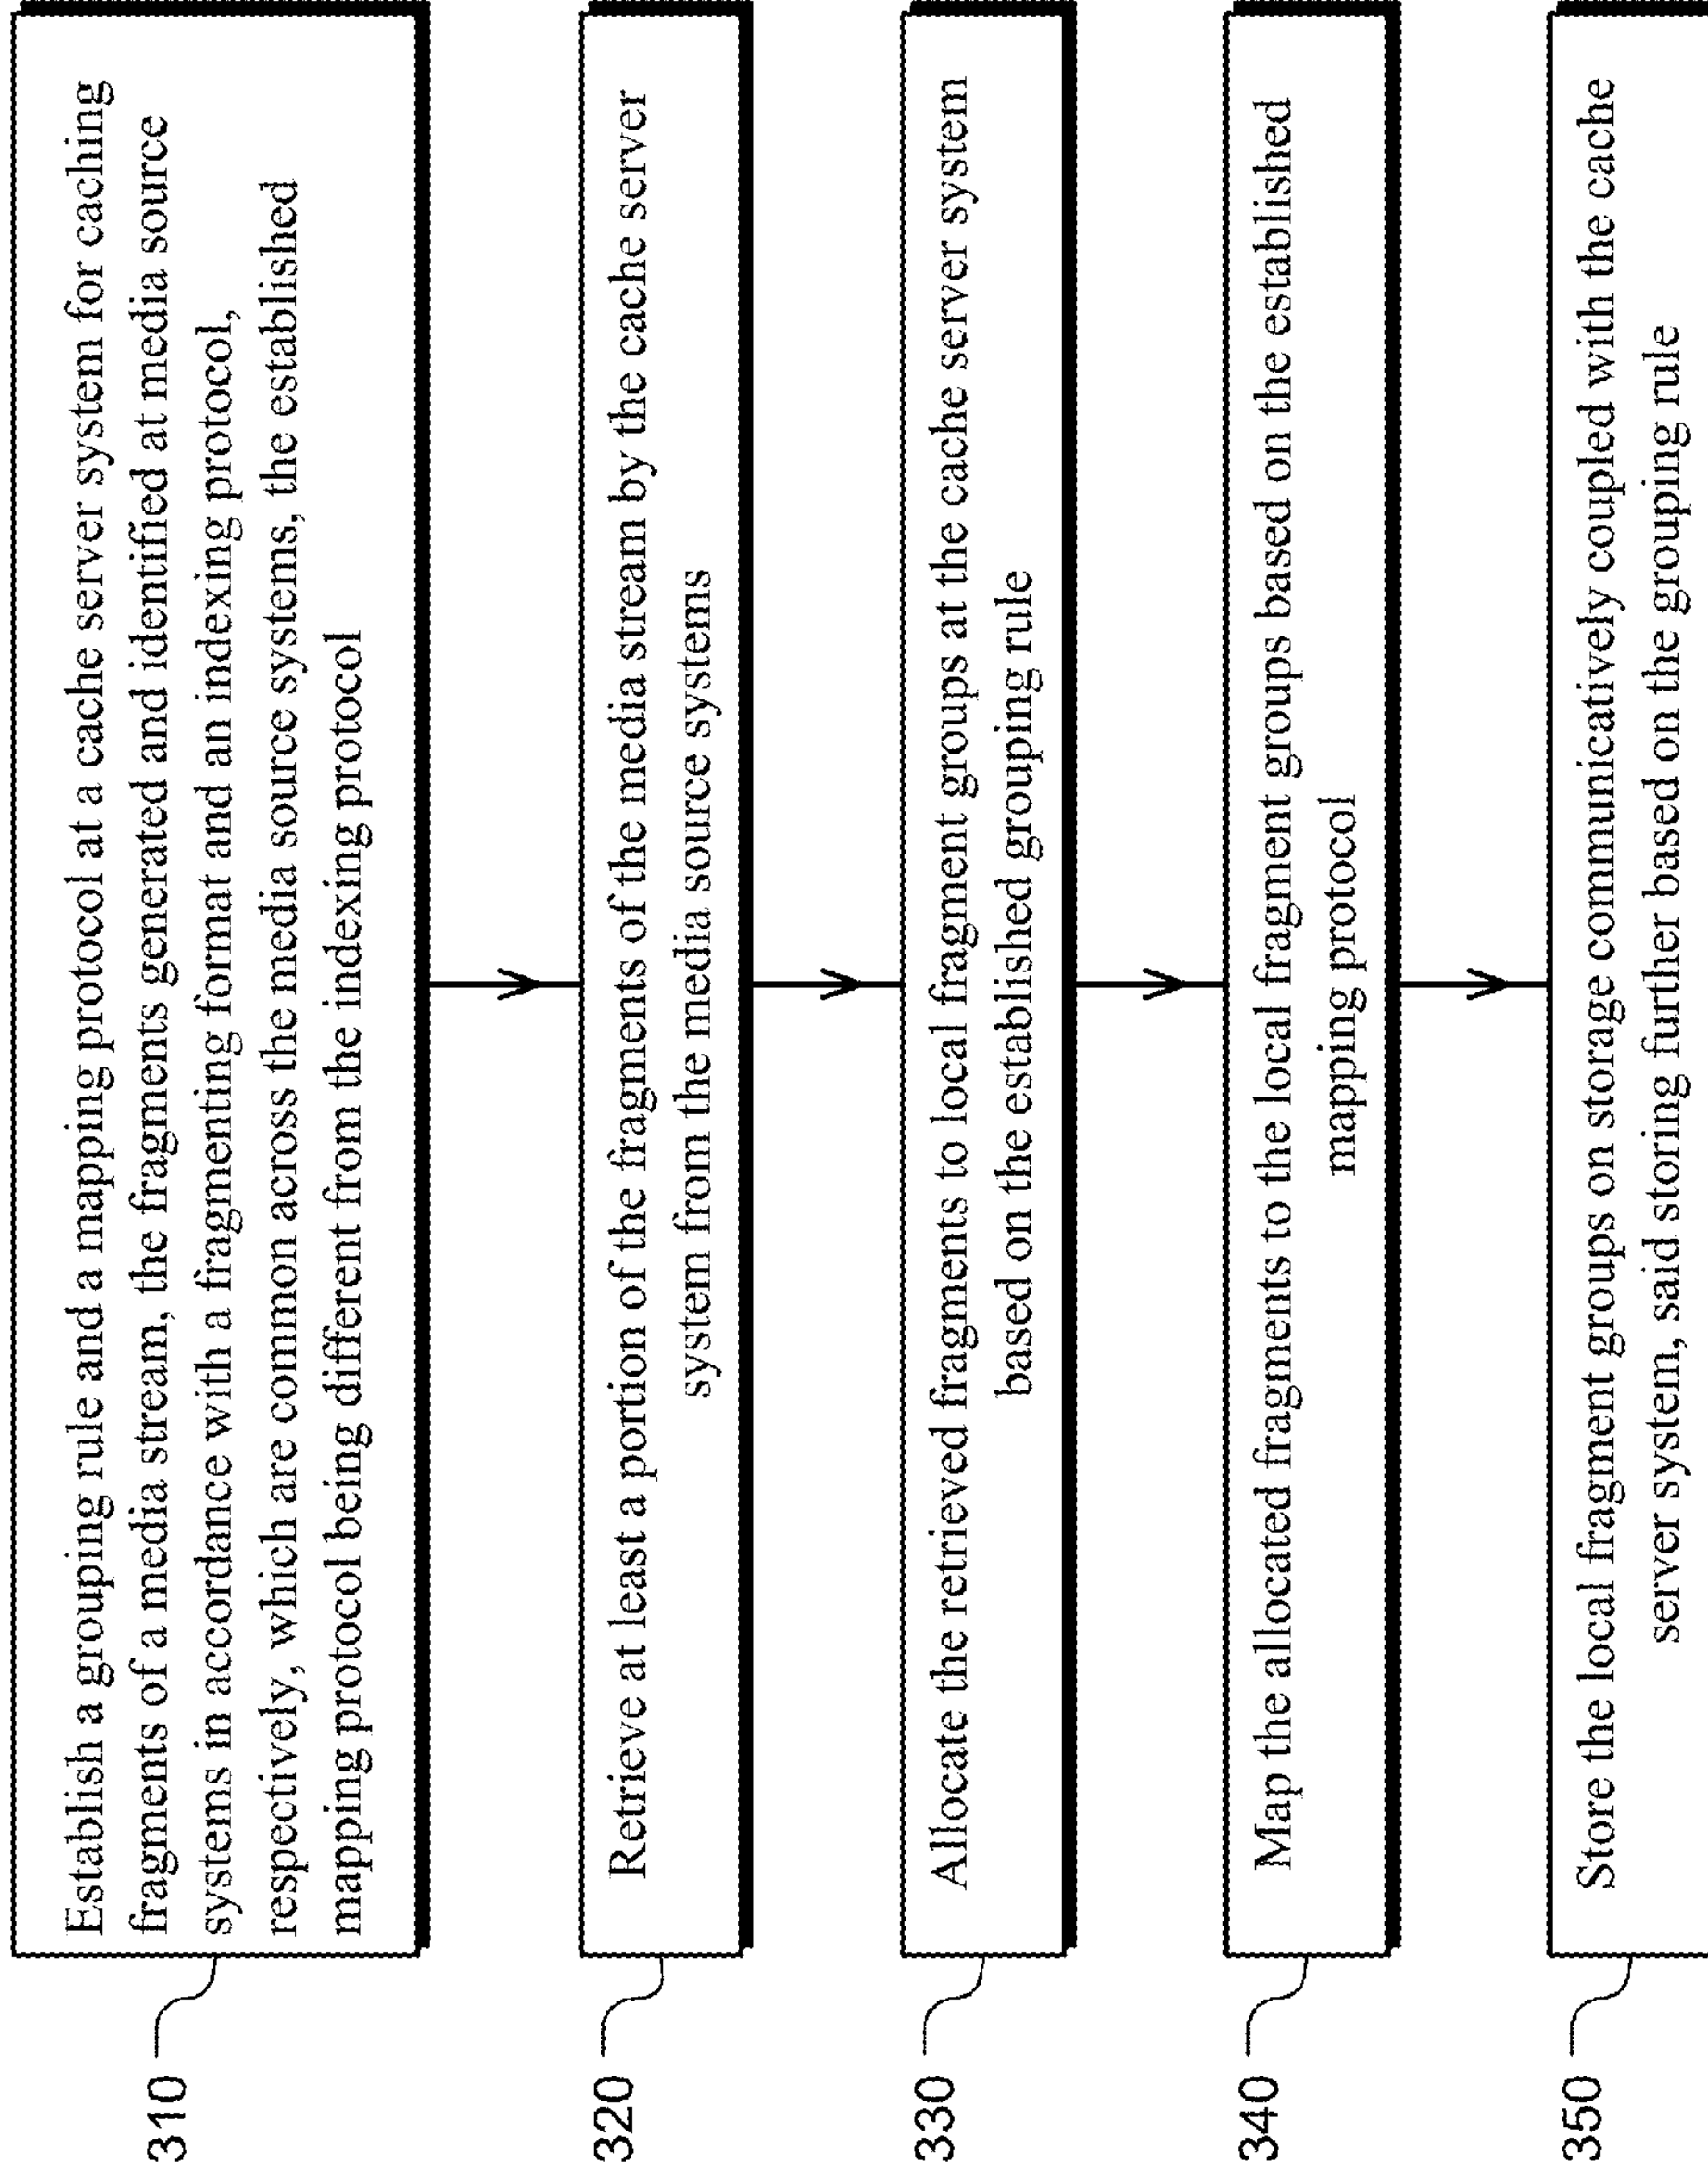 310
Establish a grouping rule and a mapping protocol at a cache server system for caching
fragments of a media stream, the fragments generated and identified at media source
systems in accordance with a fragmenting format and an indexing protocol,
respectively, which are common across the media source systems, the established
mapping protocol being different from the indexing protocol
320
Retrieve at least a portion of the fragments of the media stream by the cache server
system from the media source systems
330
Allocate the retrieved fragments to local fragment groups at the cache server system
based on the established grouping rule
340
Map the allocated fragments to the local fragment groups based on the established
mapping protocol
350
Store the local fragment groups on storage communicatively coupled with the cache
server system, said storing further based on the grouping rule